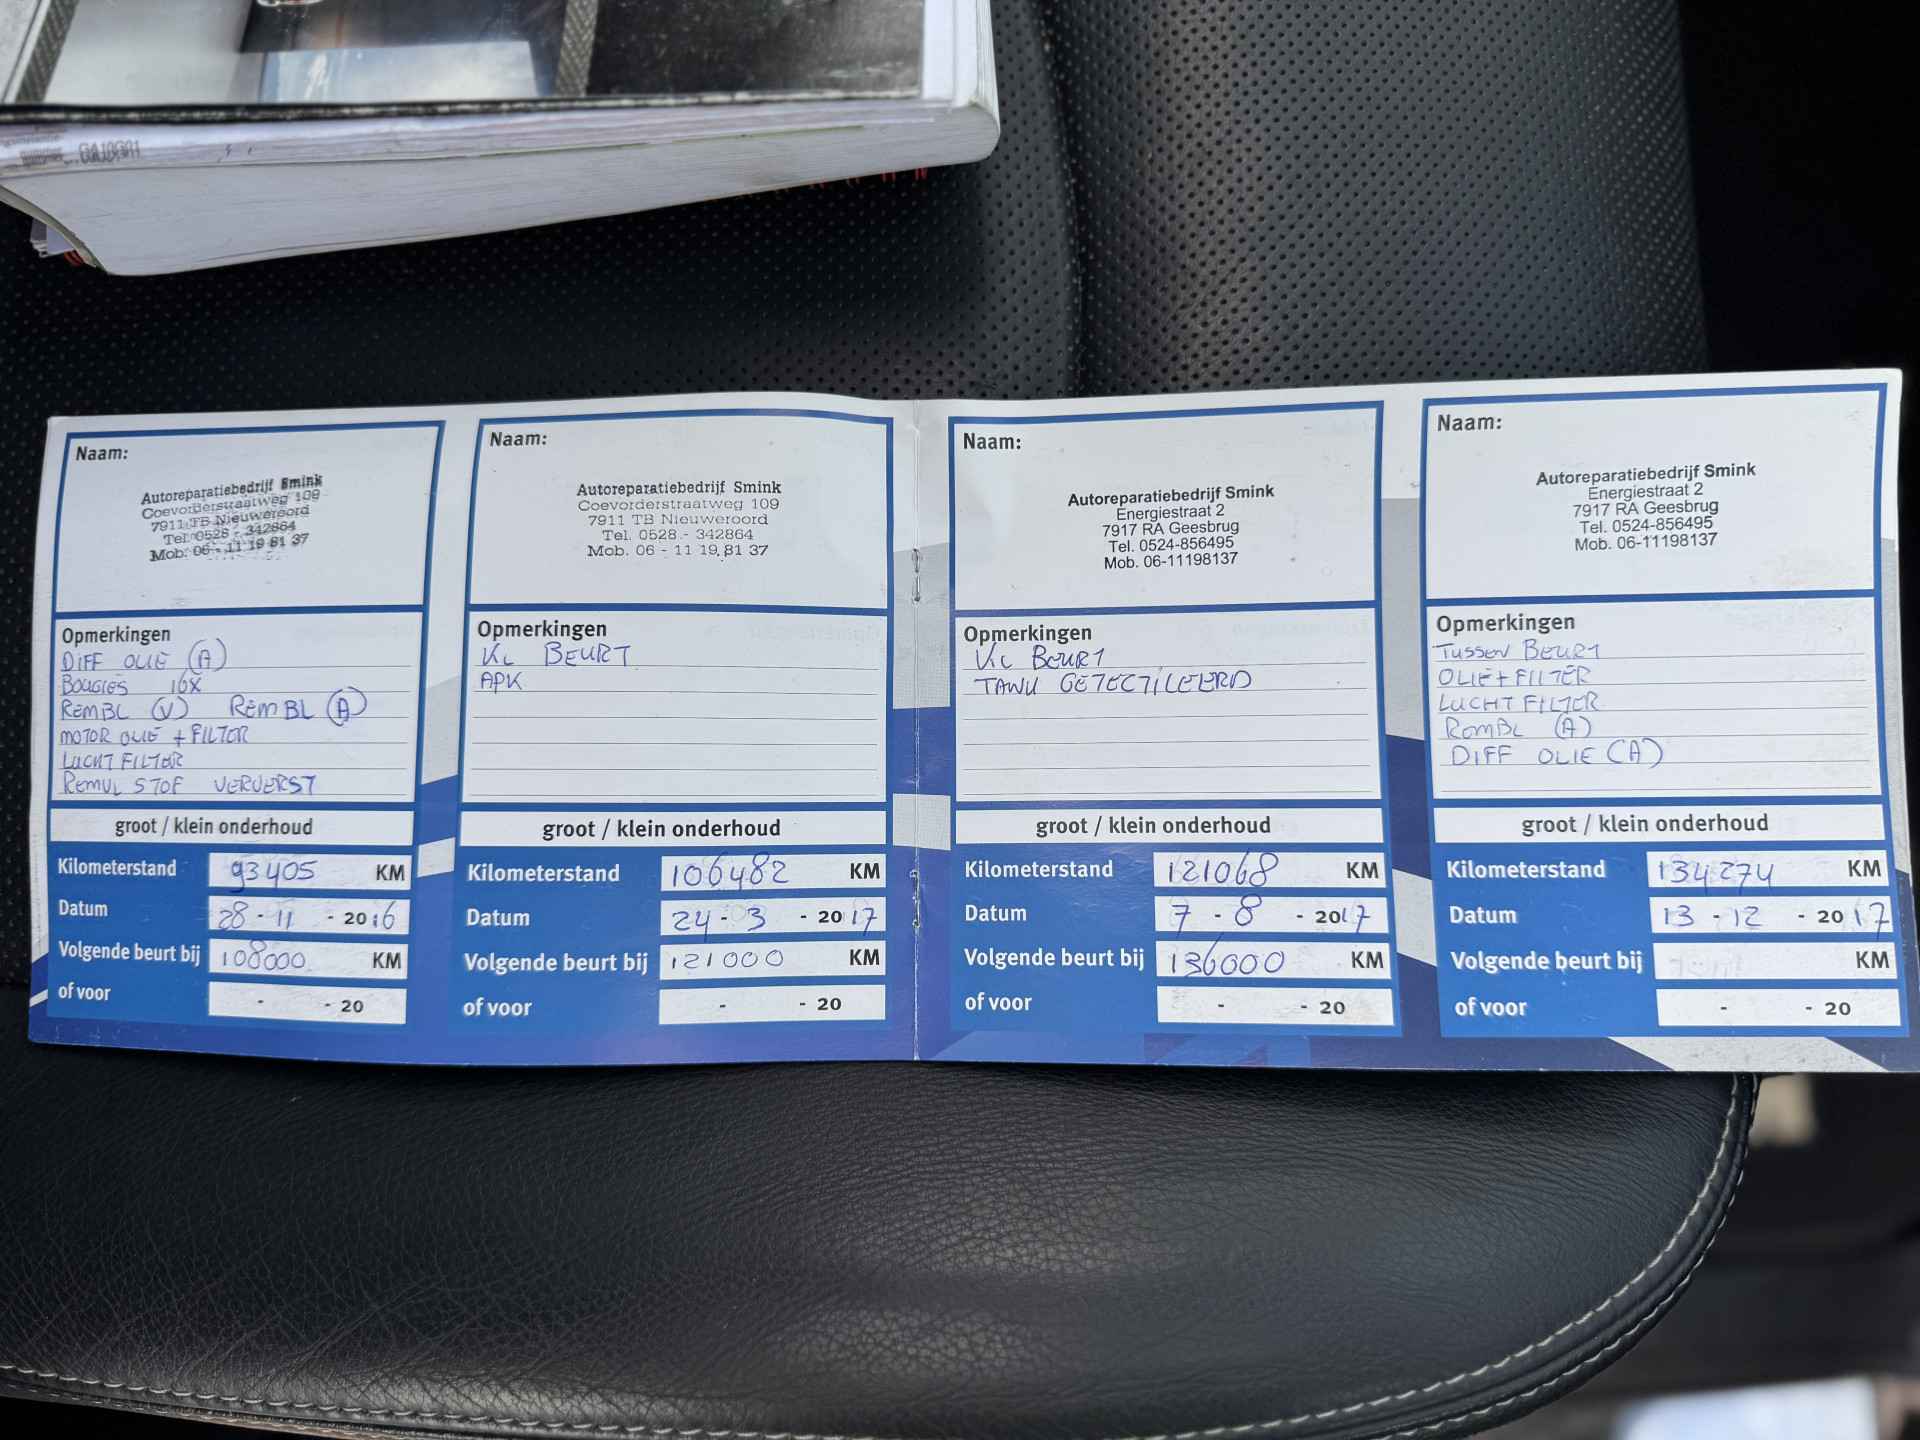 Naam:
Autoreparatiebedrijf Smink
Coevorderstraatweg 109
7911 TB Nieuweroord
Tel. 0528 - 342864
Mob. 06 - 11 19 81 37
Opmerkingen
DIFF OLIE (A)
BOUGIES 16X
REMBL (V) REMBL (A)
MOTOR OLIE + FILTER
LUCHT FILTER
REMVL STOF VERVERST
groot / klein onderhoud
Kilometerstand 93405 KM
Datum 28 - 11 - 2016
Volgende beurt bij 108000 KM
of voor - - 20
Naam:
Autoreparatiebedrijf Smink
Coevorderstraatweg 109
7911 TB Nieuweroord
Tel. 0528 - 342864
Mob. 06 - 11 19 81 37
Opmerkingen
KL BEURT
APK
groot / klein onderhoud
Kilometerstand 106482 KM
Datum 24 - 3 - 2017
Volgende beurt bij 121000 KM
of voor - - 20
Naam:
Autoreparatiebedrijf Smink
Energiestraat 2
7917 RA Geesbrug
Tel. 0524-856495
Mob. 06-11198137
Opmerkingen
KL BEURT
TANK GETECTILEERD
groot / klein onderhoud
Kilometerstand 121068 KM
Datum 7 - 8 - 2017
Volgende beurt bij 136000 KM
of voor - - 20
Naam:
Autoreparatiebedrijf Smink
Energiestraat 2
7917 RA Geesbrug
Tel. 0524-856495
Mob. 06-11198137
Opmerkingen
TUSSEN BEURT
OLIE + FILTER
LUCHT FILTER
REMBL (A)
DIFF OLIE (A)
groot / klein onderhoud
Kilometerstand 134274 KM
Datum 13 - 12 - 2017
Volgende beurt bij KM
of voor - - 20